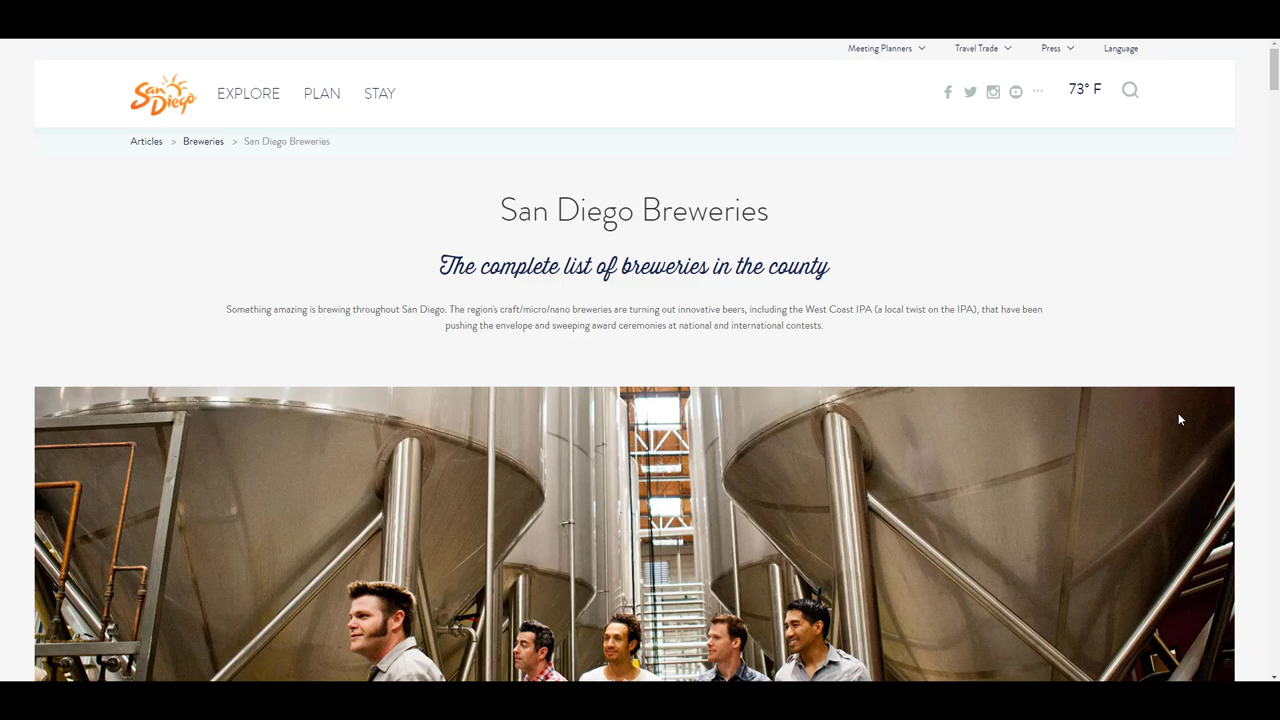 Meeting Planners
Travel Trade
Press
Language
San Diego
EXPLORE
PLAN
STAY
73° F
Articles > Breweries > San Diego Breweries
San Diego Breweries
The complete list of breweries in the county
Something amazing is brewing throughout San Diego. The region's craft/micro/nano breweries are turning out innovative beers, including the West Coast IPA (a local twist on the IPA), that have been
pushing the envelope and sweeping award ceremonies at national and international contests.